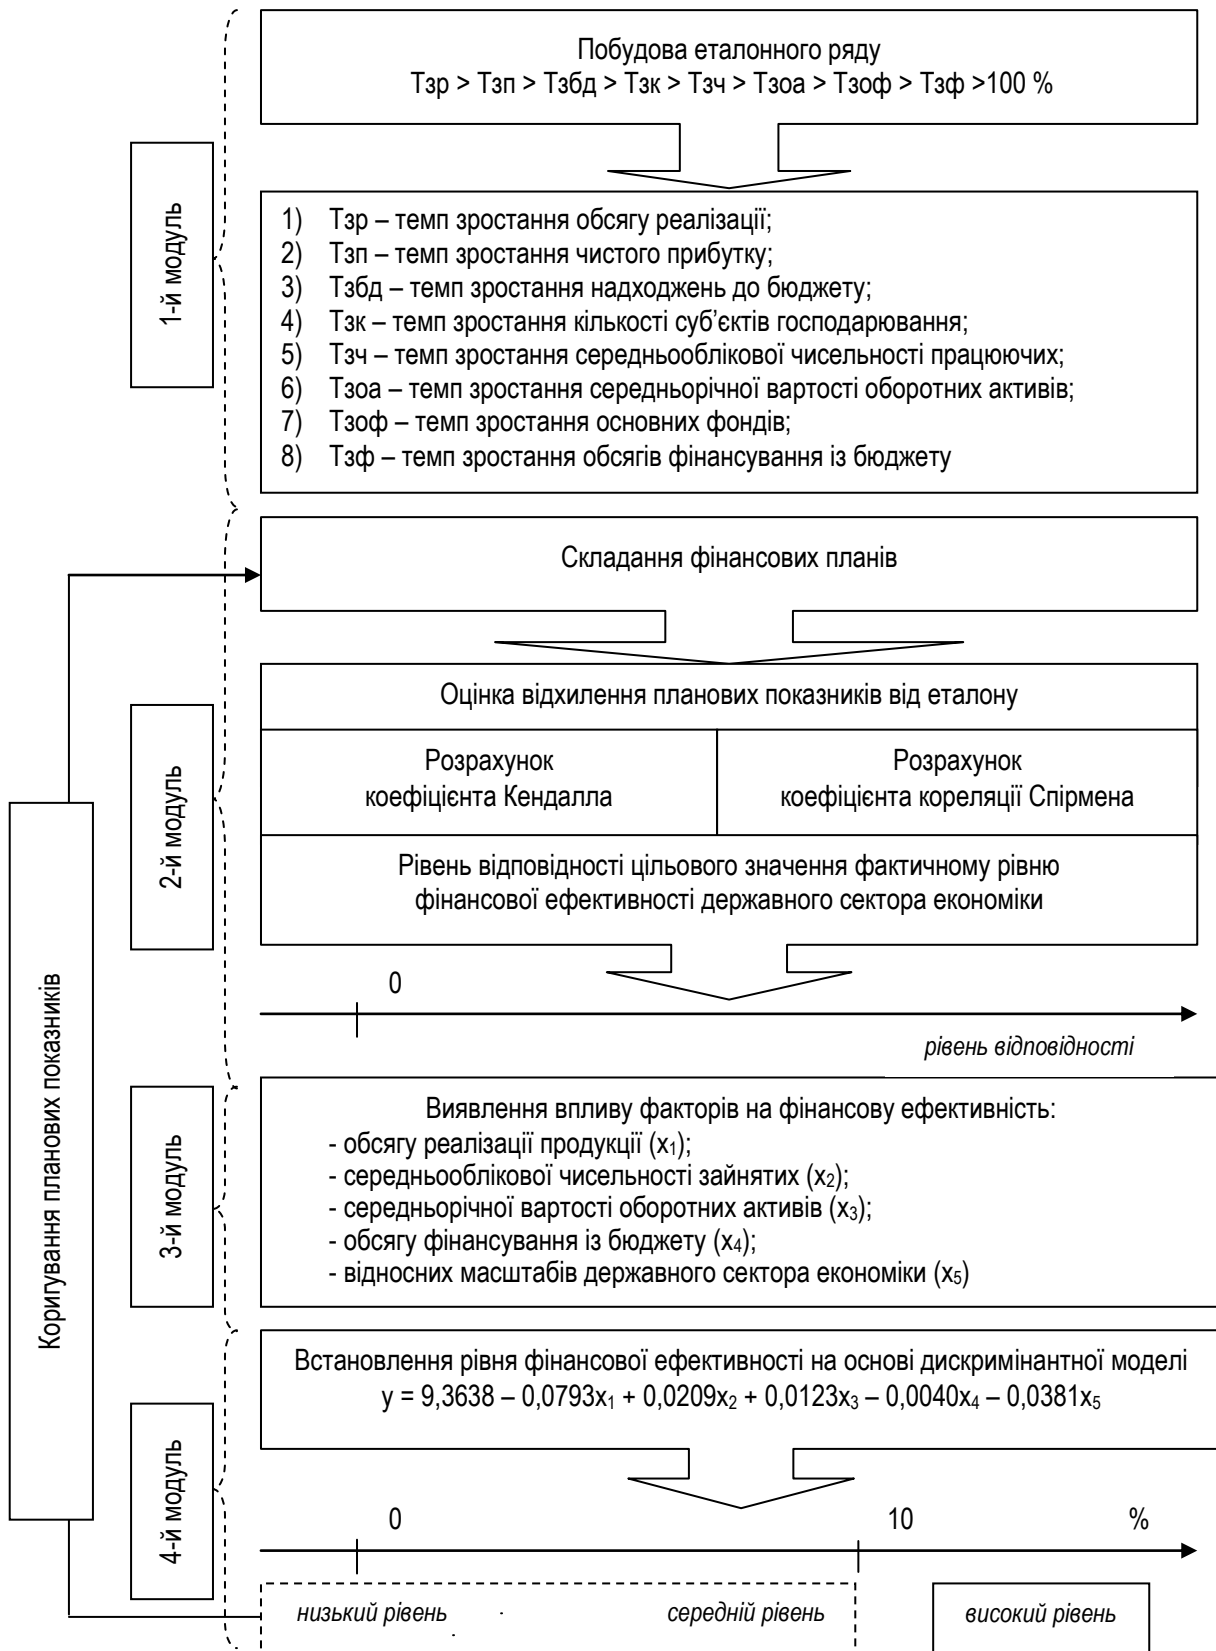 Побудова еталонного ряду
Тзр > Тзп > Тзбд > Тзк > Тзч > Тзоа > Тзоф > Тзф >100 %
1-й модуль
1) Тзр – темп зростання обсягу реалізації;
2) Тзп – темп зростання чистого прибутку;
3) Тзбд – темп зростання надходжень до бюджету;
4) Тзк – темп зростання кількості суб’єктів господарювання;
5) Тзч – темп зростання середньооблікової чисельності працюючих;
6) Тзоа – темп зростання середньорічної вартості оборотних активів;
7) Тзоф – темп зростання основних фондів;
8) Тзф – темп зростання обсягів фінансування із бюджету
Складання фінансових планів
2-й модуль
Оцінка відхилення планових показників від еталону
Розрахунок
коефіцієнта Кендалла
Розрахунок
коефіцієнта кореляції Спірмена
Рівень відповідності цільового значення фактичному рівню
фінансової ефективності державного сектора економіки
0
рівень відповідності
Коригування планових показників
3-й модуль
Виявлення впливу факторів на фінансову ефективність:
- обсягу реалізації продукції (x₁);
- середньооблікової чисельності зайнятих (x₂);
- середньорічної вартості оборотних активів (x₃);
- обсягу фінансування із бюджету (x₄);
- відносних масштабів державного сектора економіки (x₅)
4-й модуль
Встановлення рівня фінансової ефективності на основі дискримінантної моделі
y = 9,3638 – 0,0793x₁ + 0,0209x₂ + 0,0123x₃ – 0,0040x₄ – 0,0381x₅
0 10 %
низький рівень середній рівень високий рівень